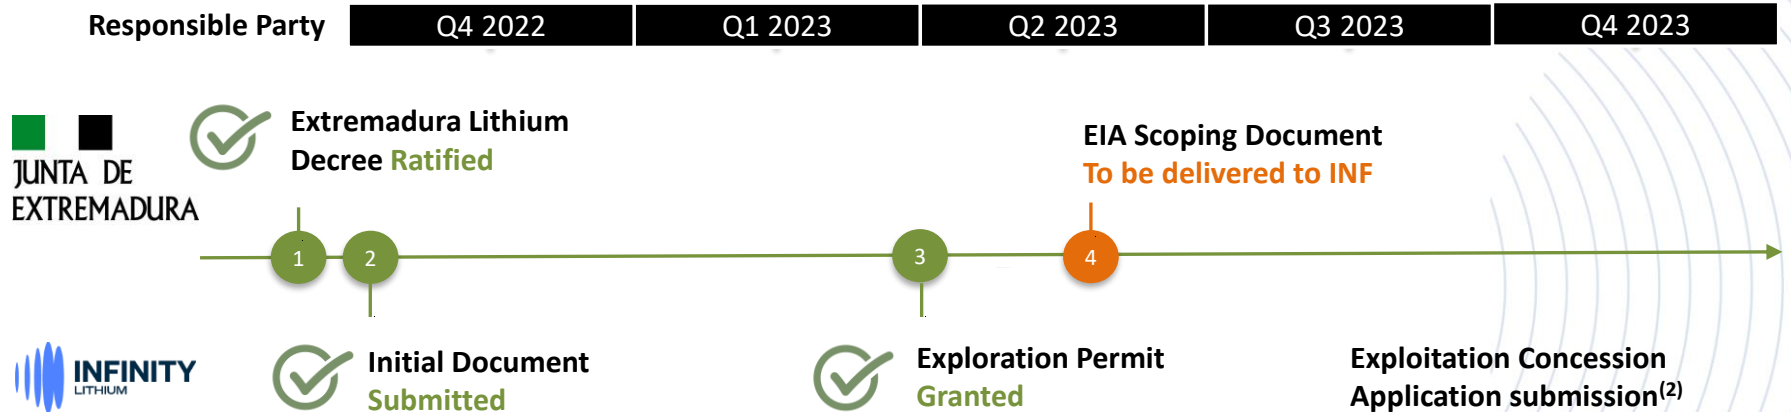 Responsible Party
Q4 2022
Q1 2023
Q2 2023
Q3 2023
Q4 2023
JUNTA DE
EXTREMADURA
Extremadura Lithium
Decree Ratified
EIA Scoping Document
To be delivered to INF
1
2
3
4
INFINITY
LITHIUM
Initial Document
Submitted
Exploration Permit
Granted
Exploitation Concession
Application submission(2)